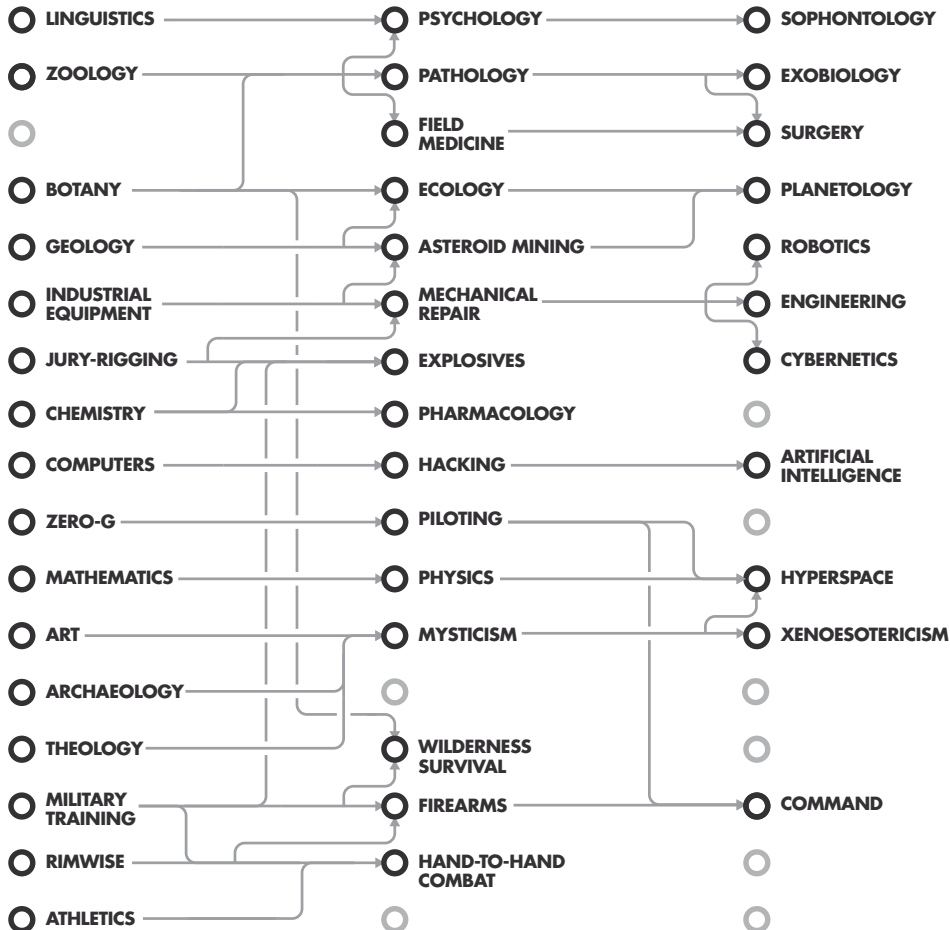 LINGUISTICS
PSYCHOLOGY
SOPHONTOLOGY
ZOOLOGY
PATHOLOGY
EXOBIOLOGY
FIELD
MEDICINE
SURGERY
BOTANY
ECOLOGY
PLANETOLOGY
GEOLOGY
ASTEROID MINING
ROBOTICS
INDUSTRIAL
EQUIPMENT
MECHANICAL
REPAIR
ENGINEERING
JURY-RIGGING
EXPLOSIVES
CYBERNETICS
CHEMISTRY
PHARMACOLOGY
COMPUTERS
HACKING
ARTIFICIAL
INTELLIGENCE
ZERO-G
PILOTING
MATHEMATICS
PHYSICS
HYPERSPACE
ART
MYSTICISM
XENOESOTERICISM
ARCHAEOLOGY
THEOLOGY
WILDERNESS
SURVIVAL
MILITARY
TRAINING
FIREARMS
COMMAND
RIMWISE
HAND-TO-HAND
COMBAT
ATHLETICS